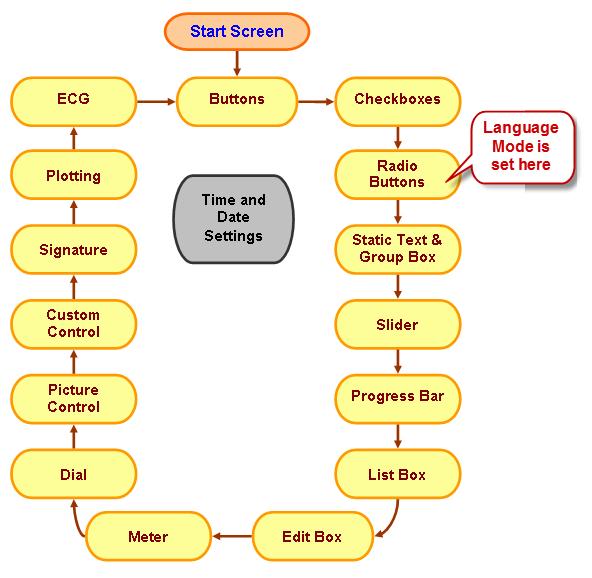 Start Screen
ECG
Buttons
Checkboxes
Language
Mode is
set here
Plotting
Radio
Buttons
Time and
Date
Settings
Signature
Static Text &
Group Box
Custom
Control
Slider
Picture
Control
Progress Bar
Dial
List Box
Meter
Edit Box